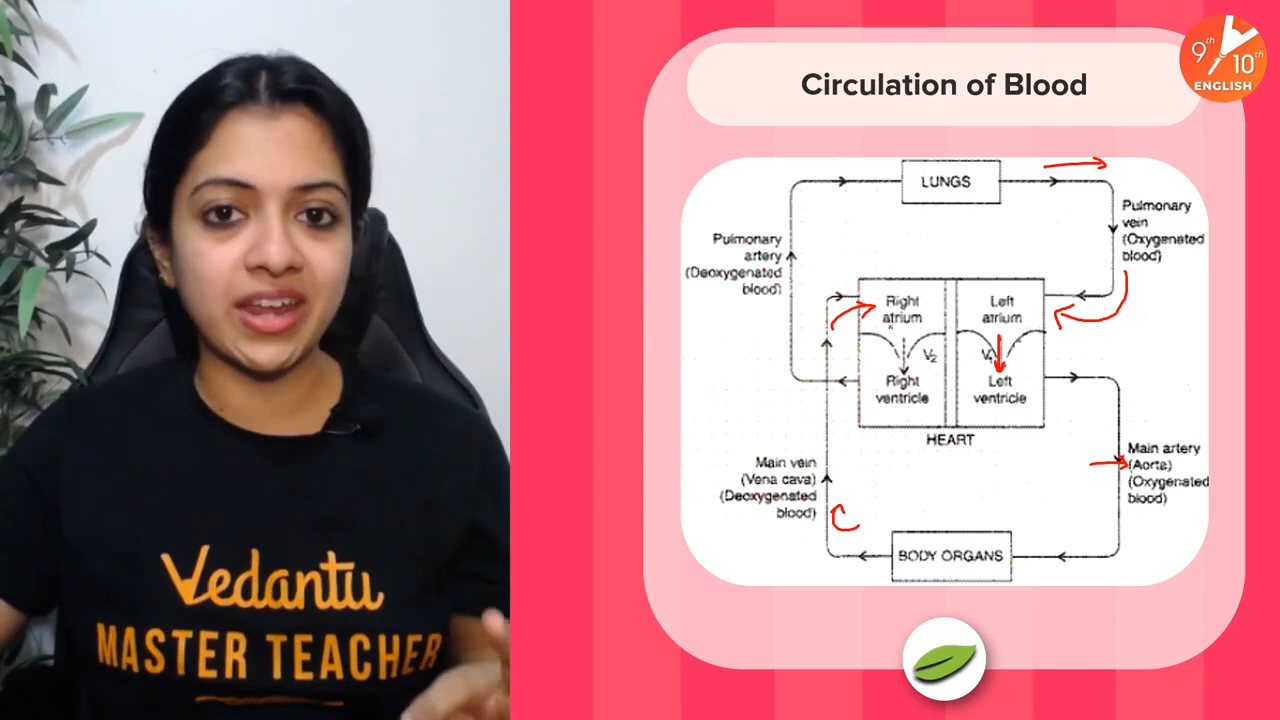 Vedantu
MASTER TEACHER
9th
10th
ENGLISH
Circulation of Blood
LUNGS
Pulmonary
vein
(Oxygenated
blood)
Pulmonary
artery
(Deoxygenated
blood)
Right
atrium
Left
atrium
V2
V1
Right
ventricle
Left
ventricle
HEART
Main artery
(Aorta)
(Oxygenated
blood)
Main vein
(Vena cava)
(Deoxygenated
blood)
C
BODY ORGANS